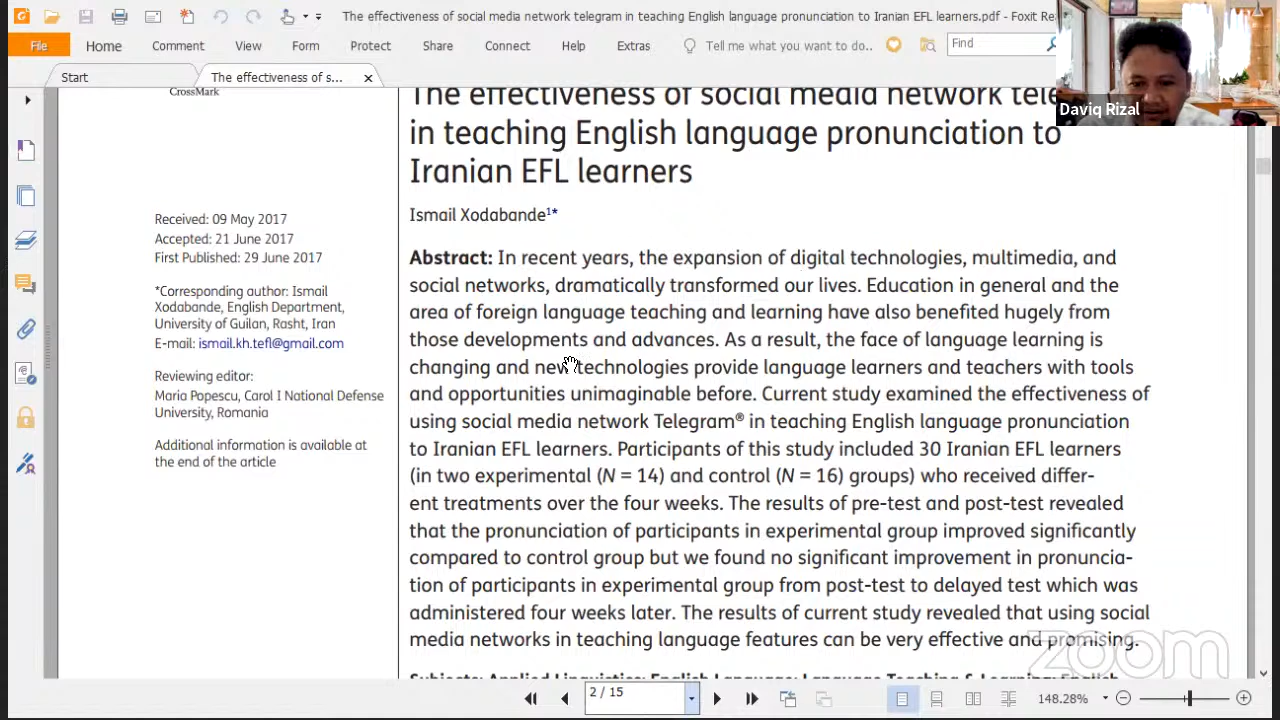 The effectiveness of social media network telegram in teaching English language pronunciation to Iranian EFL learners.pdf - Foxit Re
File Home Comment View Form Protect Share Connect Help Extras Tell me what you want to do.. Find
Start The effectiveness of s...
Daviq Rizal
CrossMark
The effectiveness of social media network tele
in teaching English language pronunciation to
Iranian EFL learners
Ismail Xodabande1*
Received: 09 May 2017
Accepted: 21 June 2017
First Published: 29 June 2017
*Corresponding author: Ismail
Xodabande, English Department,
University of Guilan, Rasht, Iran
E-mail: ismail.kh.tefl@gmail.com
Reviewing editor:
Maria Popescu, Carol I National Defense
University, Romania
Additional information is available at
the end of the article
Abstract: In recent years, the expansion of digital technologies, multimedia, and
social networks, dramatically transformed our lives. Education in general and the
area of foreign language teaching and learning have also benefited hugely from
those developments and advances. As a result, the face of language learning is
changing and new technologies provide language learners and teachers with tools
and opportunities unimaginable before. Current study examined the effectiveness of
using social media network Telegram® in teaching English language pronunciation
to Iranian EFL learners. Participants of this study included 30 Iranian EFL learners
(in two experimental (N = 14) and control (N = 16) groups) who received differ-
ent treatments over the four weeks. The results of pre-test and post-test revealed
that the pronunciation of participants in experimental group improved significantly
compared to control group but we found no significant improvement in pronuncia-
tion of participants in experimental group from post-test to delayed test which was
administered four weeks later. The results of current study revealed that using social
media networks in teaching language features can be very effective and promising.
Subjects: Applied Linguistics; English Language; Language Teaching & Learning; English
zoom
2 / 15
148.28%